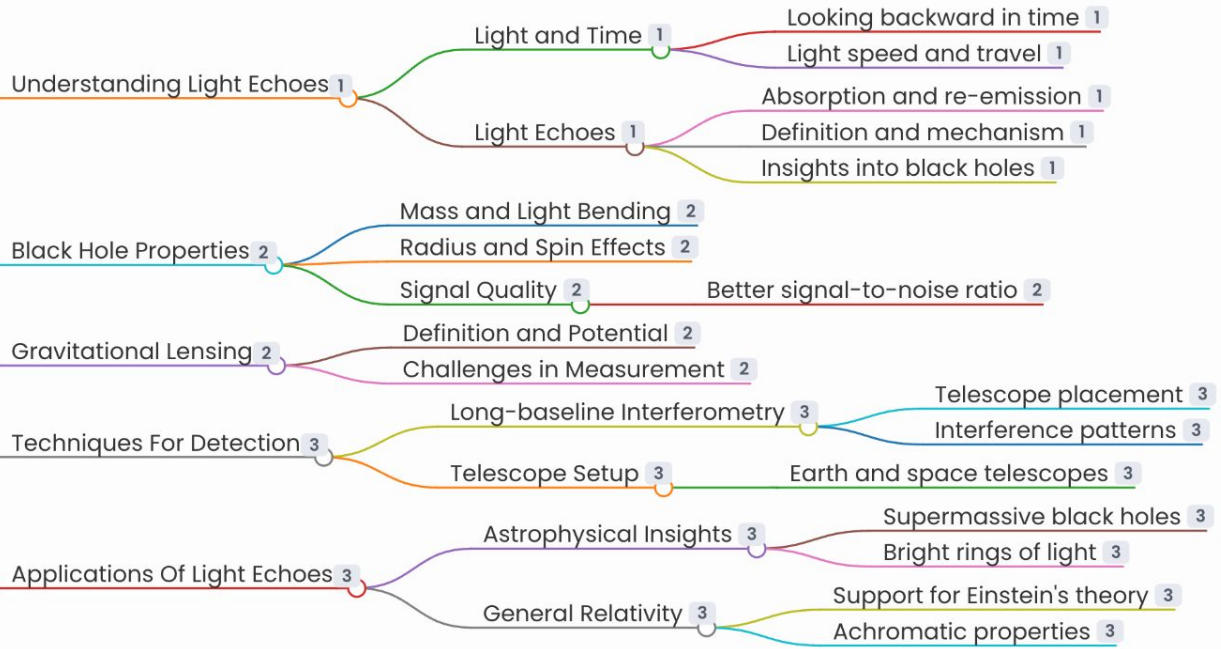 Understanding Light Echoes 1
Light and Time 1
Looking backward in time 1
Light speed and travel 1
Light Echoes 1
Absorption and re-emission 1
Definition and mechanism 1
Insights into black holes 1
Black Hole Properties 2
Mass and Light Bending 2
Radius and Spin Effects 2
Signal Quality 2
Better signal-to-noise ratio 2
Gravitational Lensing 2
Definition and Potential 2
Challenges in Measurement 2
Techniques For Detection 3
Long-baseline Interferometry 3
Telescope placement 3
Interference patterns 3
Telescope Setup 3
Earth and space telescopes 3
Applications Of Light Echoes 3
Astrophysical Insights 3
Supermassive black holes 3
Bright rings of light 3
General Relativity 3
Support for Einstein's theory 3
Achromatic properties 3